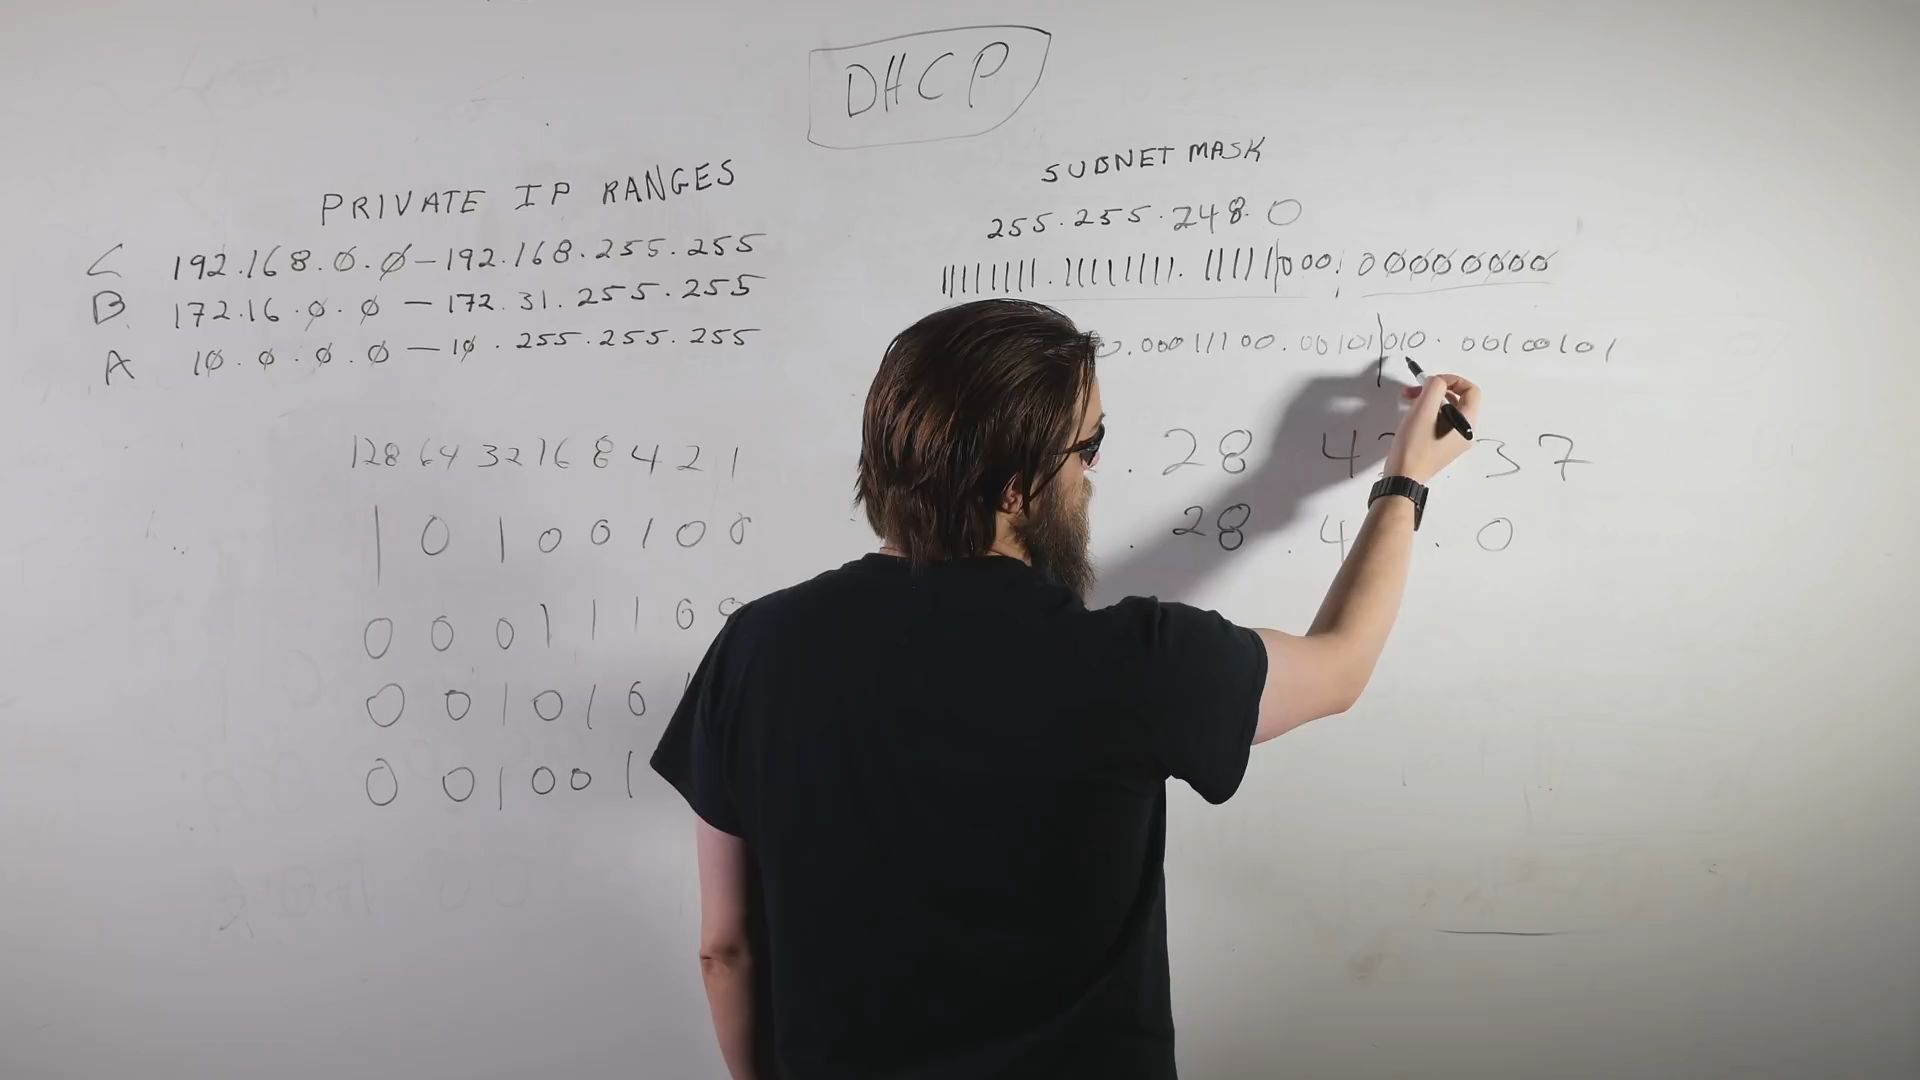 DHCP
PRIVATE IP RANGES
C 192.168.0.0 – 192.168.255.255
B 172.16.0.0 – 172.31.255.255
A 10.0.0.0 – 10.255.255.255
128 64 32 16 8 4 2 1
1 0 1 0 0 1 0 0
0 0 0 1 1 1 0 0
0 0 1 0 1 0 1
0 0 1 0 0 1
SUBNET MASK
255.255.248.0
11111111.11111111.11111|000.00000000
.00011100.00101|010.00100101
. 28 4 . 37
. 28 . 4 . 0